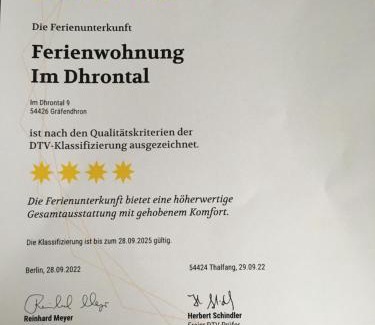 Die Ferienunterkunft
Ferienwohnung
Im Dhrontal
Im Dhrontal 9
54426 Gräfendhron
ist nach den Qualitätskriterien der
DTV-Klassifizierung ausgezeichnet.
Die Ferienunterkunft bietet eine höherwertige
Gesamtausstattung mit gehobenem Komfort.
Die Klassifizierung ist bis zum 28.09.2025 gültig.
Berlin, 28.09.2022
54424 Thalfang, 29.09.22
Reinhard Meyer
Herbert Schindler
DTV-Prüfer